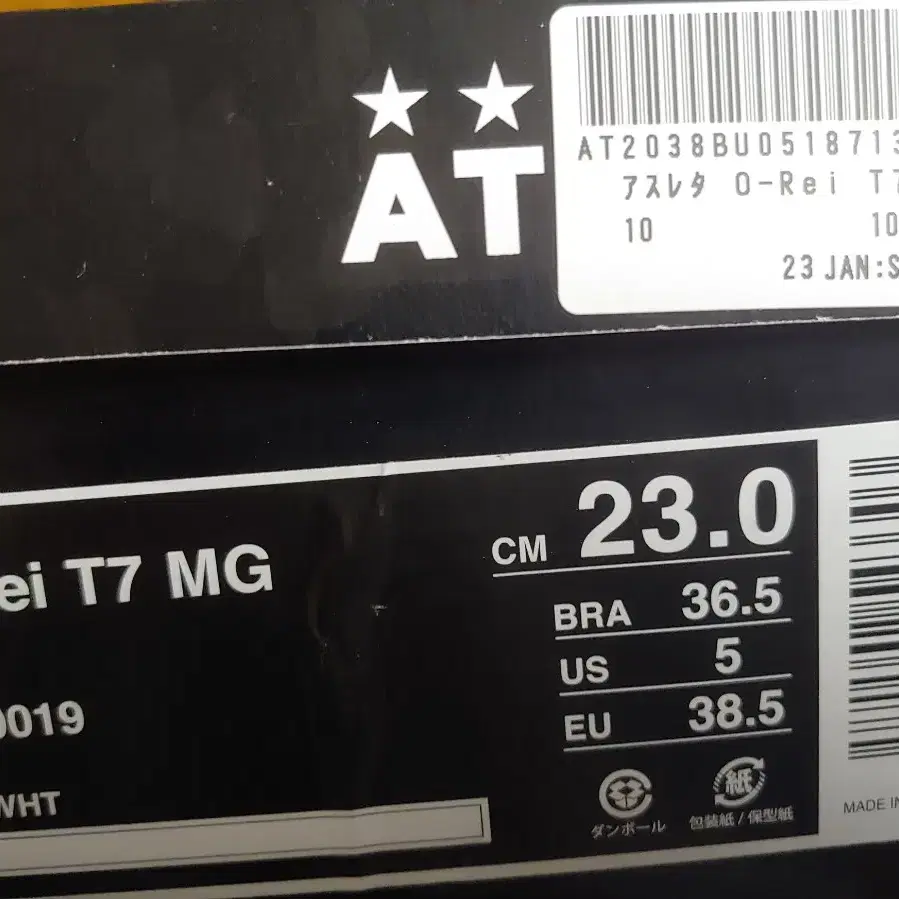 ★★
AT
AT2038BU0518713
アスレタ O-Rei T7
10 10
23 JAN:S
ei T7 MG
CM 23.0
BRA 36.5
US 5
EU 38.5
0019
WHT
紙
ダンボール 包装紙 / 保型紙
MADE IN